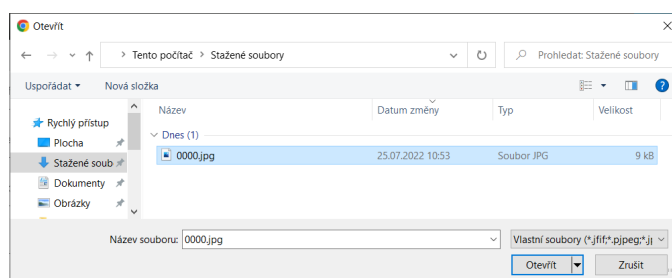 Otevřít
Tento počítač > Stažené soubory
Prohledat: Stažené soubory
Uspořádat Nová složka
Název Datum změny Typ Velikost
Rychlý přístup
Plocha
Stažené soub
Dokumenty
Obrázky
Dnes (1)
0000.jpg 25.07.2022 10:53 Soubor JPG 9 kB
Název souboru: 0000.jpg
Vlastní soubory (*.jfif;*.pjpeg;*.j
Otevřít Zrušit